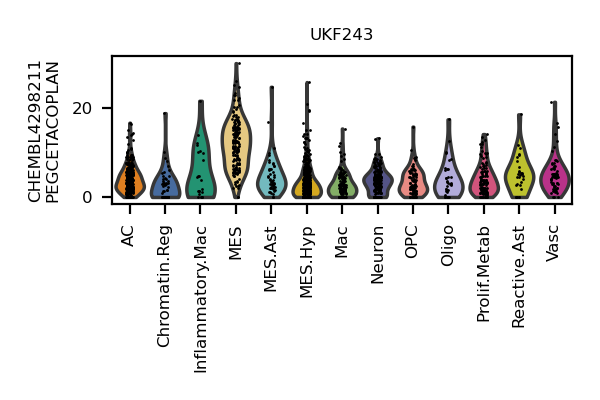 UKF243
CHEMBL4298211
PEGCETACOPLAN
20
0
AC
Chromatin.Reg
Inflammatory.Mac
MES
MES.Ast
MES.Hyp
Mac
Neuron
OPC
Oligo
Prolif.Metab
Reactive.Ast
Vasc